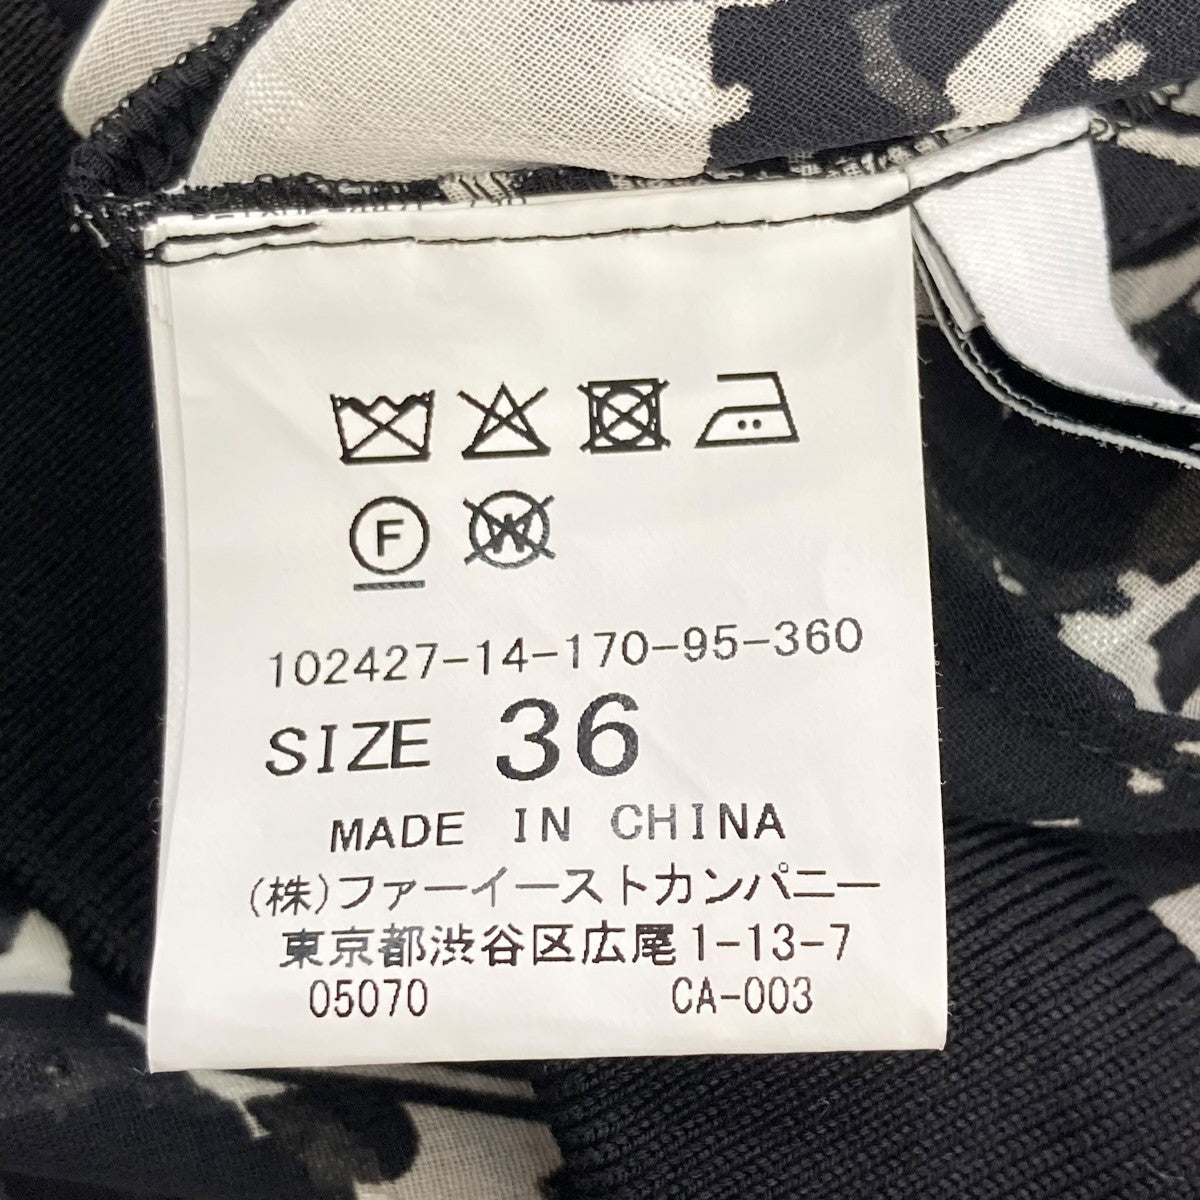 F W
102427-14-170-95-360
SIZE 36
MADE IN CHINA
(株)ファーイーストカンパニー
東京都渋谷区広尾1-13-7
05070 CA-003